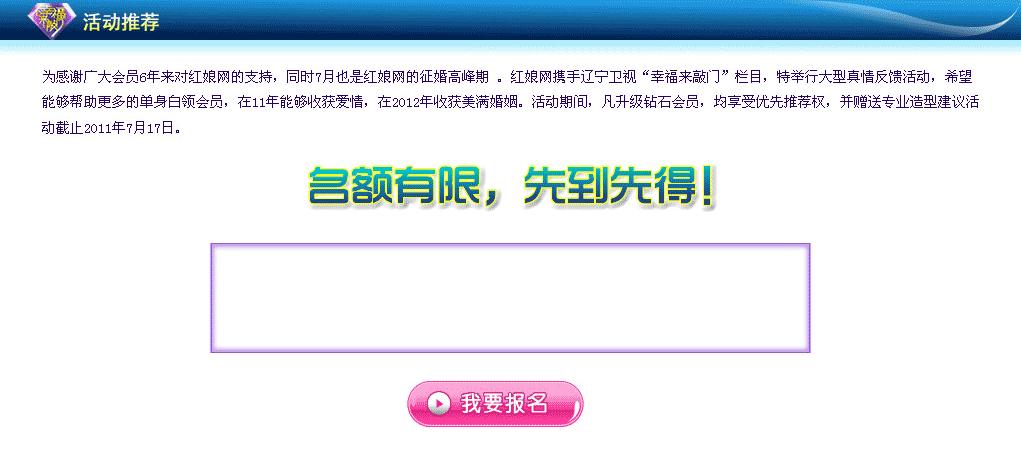 活动推荐
为感谢广大会员6年来对红娘网的支持，同时7月也是红娘网的征婚高峰期 。红娘网携手辽宁卫视“幸福来敲门”栏目，特举行大型真情反馈活动，希望
能够帮助更多的单身白领会员，在11年能够收获爱情，在2012年收获美满婚姻。活动期间，凡升级钻石会员，均享受优先推荐权，并赠送专业造型建议活
动截止2011年7月17日。
名额有限，先到先得！
我要报名